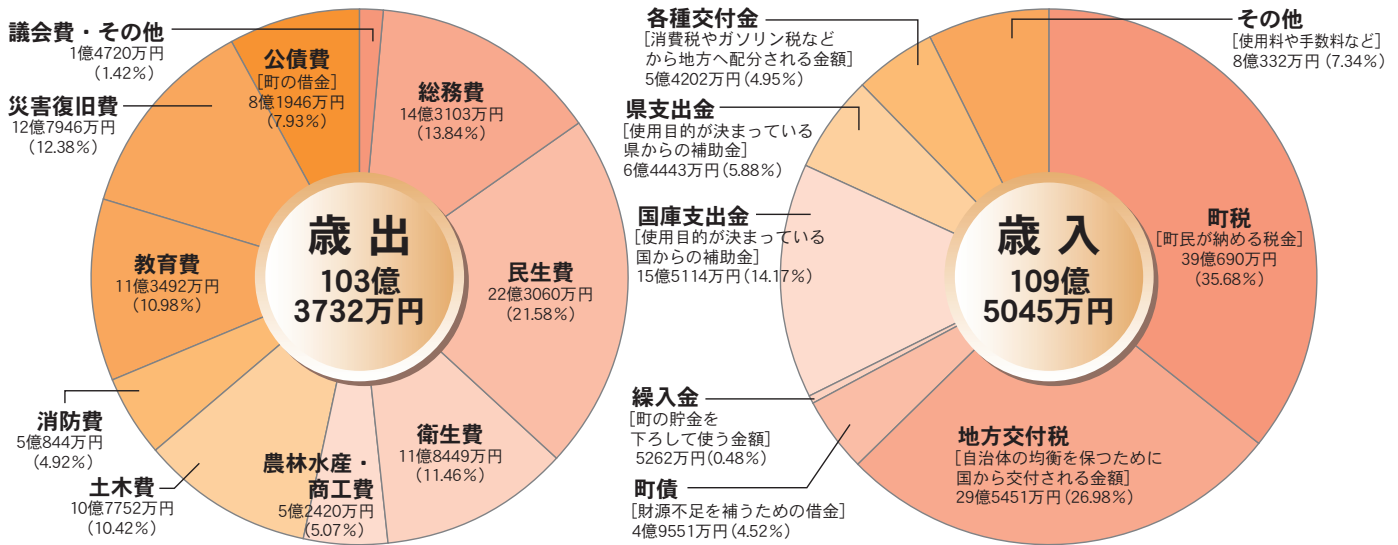 議会費・その他
1億4720万円
(1.42%)
公債費
[町の借金]
8億1946万円
(7.93%)
総務費
14億3103万円
(13.84%)
災害復旧費
12億7946万円
(12.38%)
歳出
103億
3732万円
民生費
22億3060万円
(21.58%)
教育費
11億3492万円
(10.98%)
消防費
5億844万円
(4.92%)
土木費
10億7752万円
(10.42%)
農林水産・
商工費
5億2420万円
(5.07%)
衛生費
11億8449万円
(11.46%)
各種交付金
[消費税やガソリン税など
から地方へ配分される金額]
5億4202万円(4.95%)
その他
[使用料や手数料など]
8億332万円(7.34%)
県支出金
[使用目的が決まっている
県からの補助金]
6億4443万円(5.88%)
国庫支出金
[使用目的が決まっている
国からの補助金]
15億5114万円(14.17%)
歳入
109億
5045万円
町税
[町民が納める税金]
39億690万円
(35.68%)
繰入金
[町の貯金を
下ろして使う金額]
5262万円(0.48%)
町債
[財源不足を補うための借金]
4億9551万円(4.52%)
地方交付税
[自治体の均衡を保つために
国から交付される金額]
29億5451万円(26.98%)